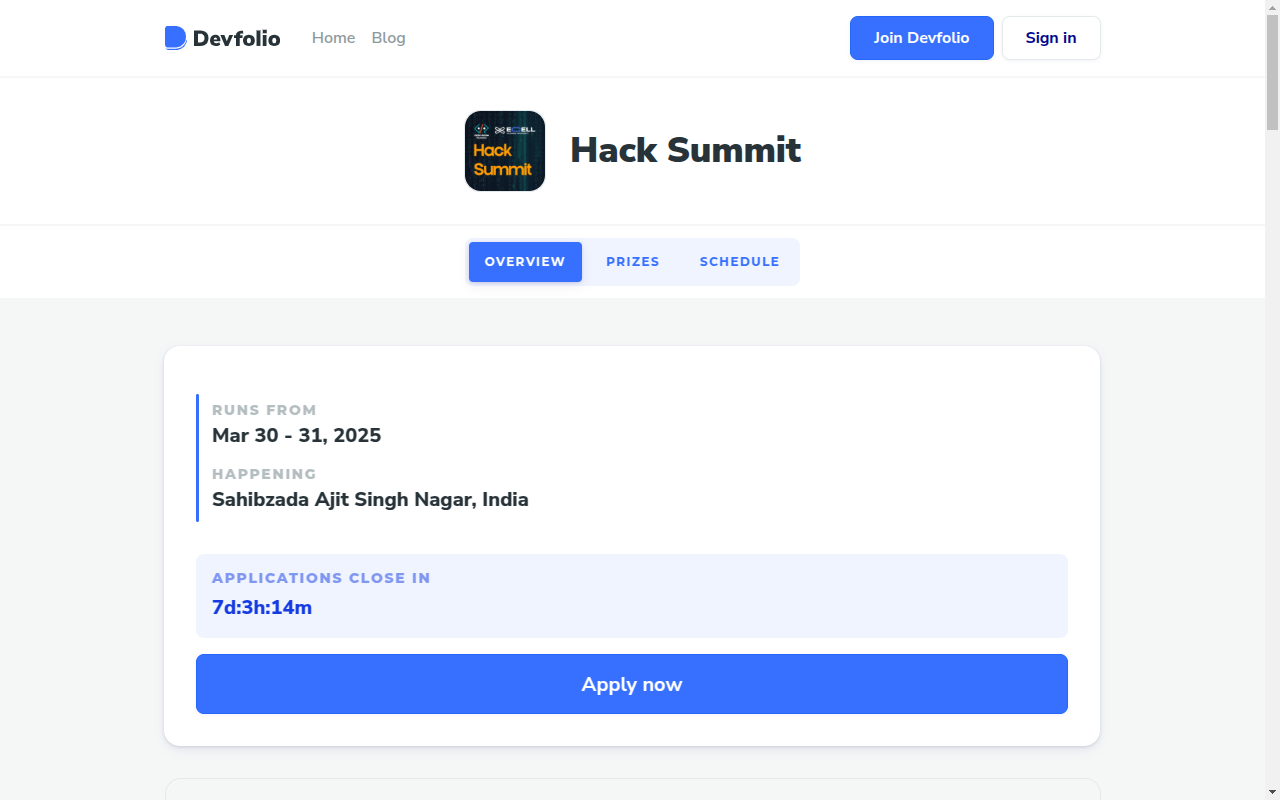 Devfolio
Home
Blog
Join Devfolio
Sign in
Hack
Summit
Hack Summit
OVERVIEW
PRIZES
SCHEDULE
RUNS FROM
Mar 30 - 31, 2025
HAPPENING
Sahibzada Ajit Singh Nagar, India
APPLICATIONS CLOSE IN
7d:3h:14m
Apply now